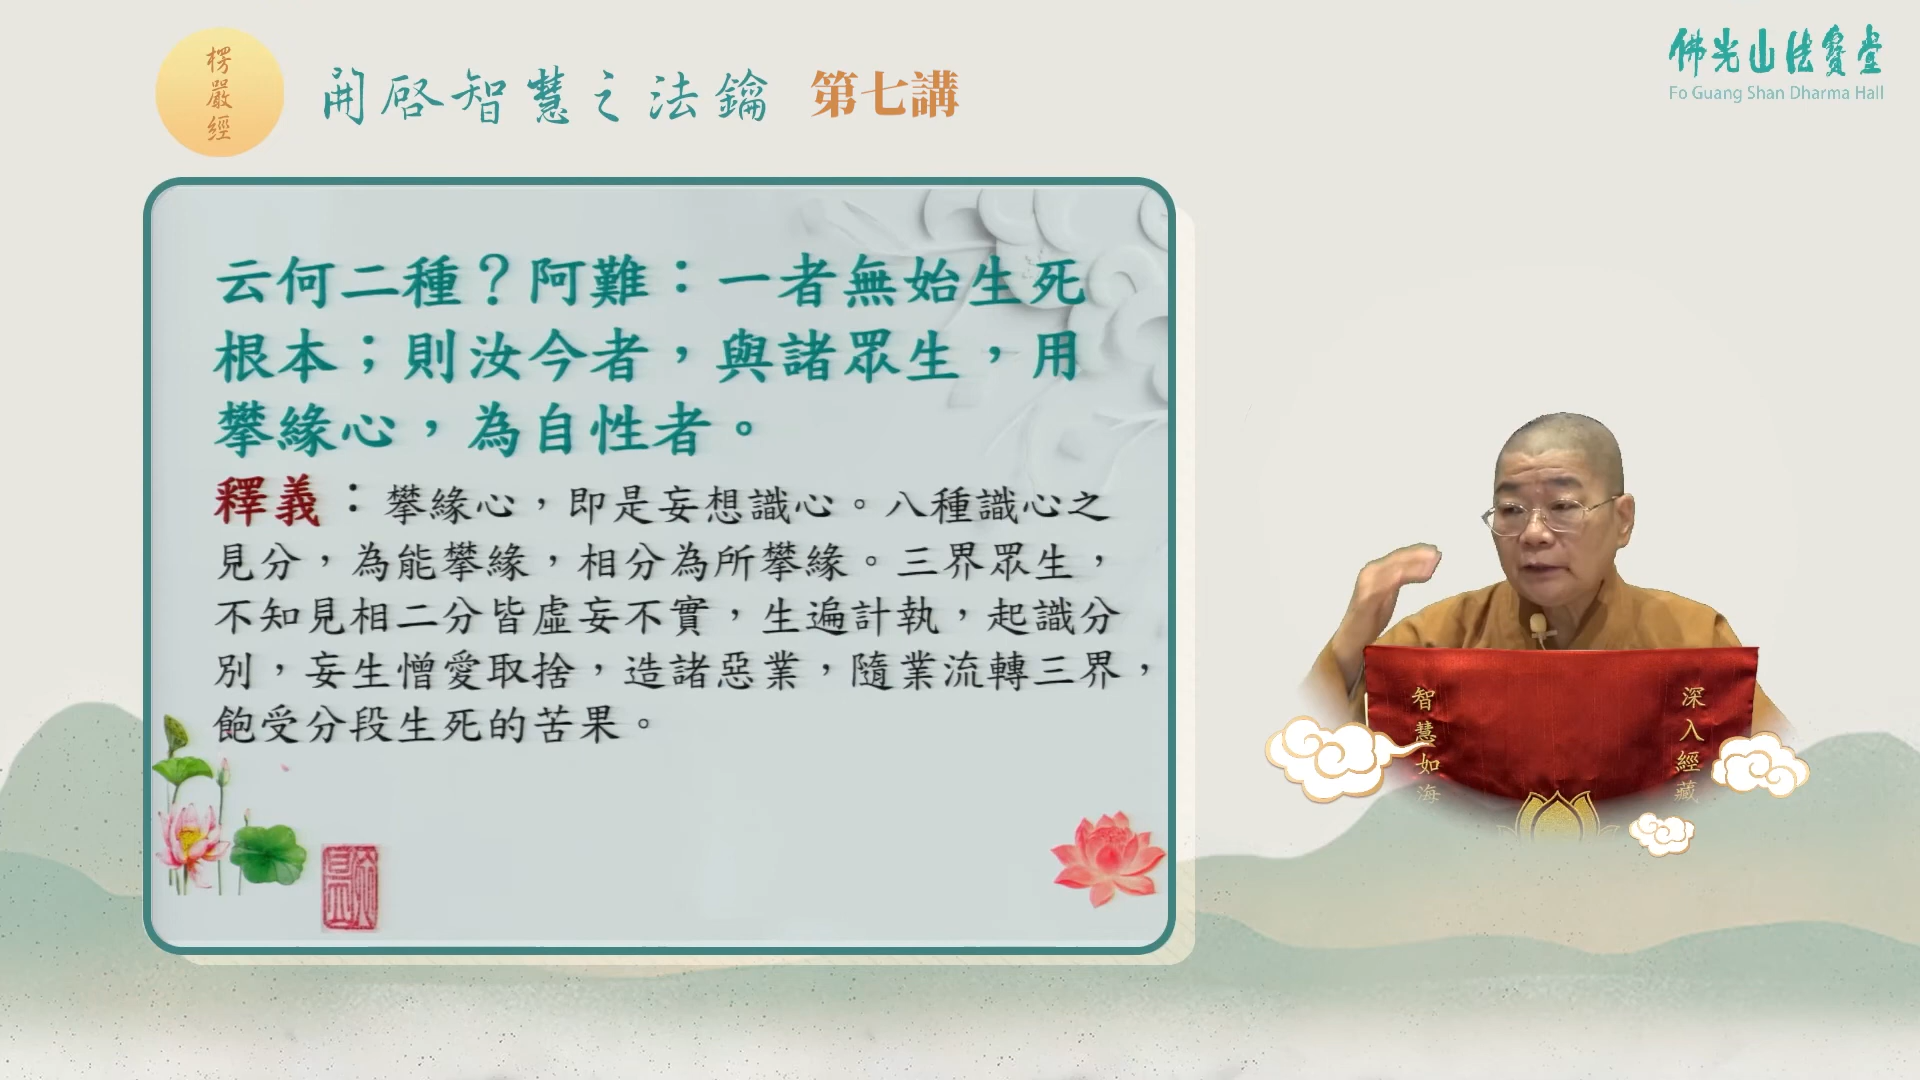 楞嚴經
開啓智慧之法鑰 第七講
佛光山法寶堂
Fo Guang Shan Dharma Hall
云何二種？阿難：一者無始生死
根本；則汝今者，與諸眾生，用
攀緣心，為自性者。
釋義：攀緣心，即是妄想識心。八種識心之
見分，為能攀緣，相分為所攀緣。三界眾生，
不知見相二分皆虛妄不實，生遍計執，起識分
別，妄生憎愛取捨，造諸惡業，隨業流轉三界，
飽受分段生死的苦果。
深入經藏
智慧如海